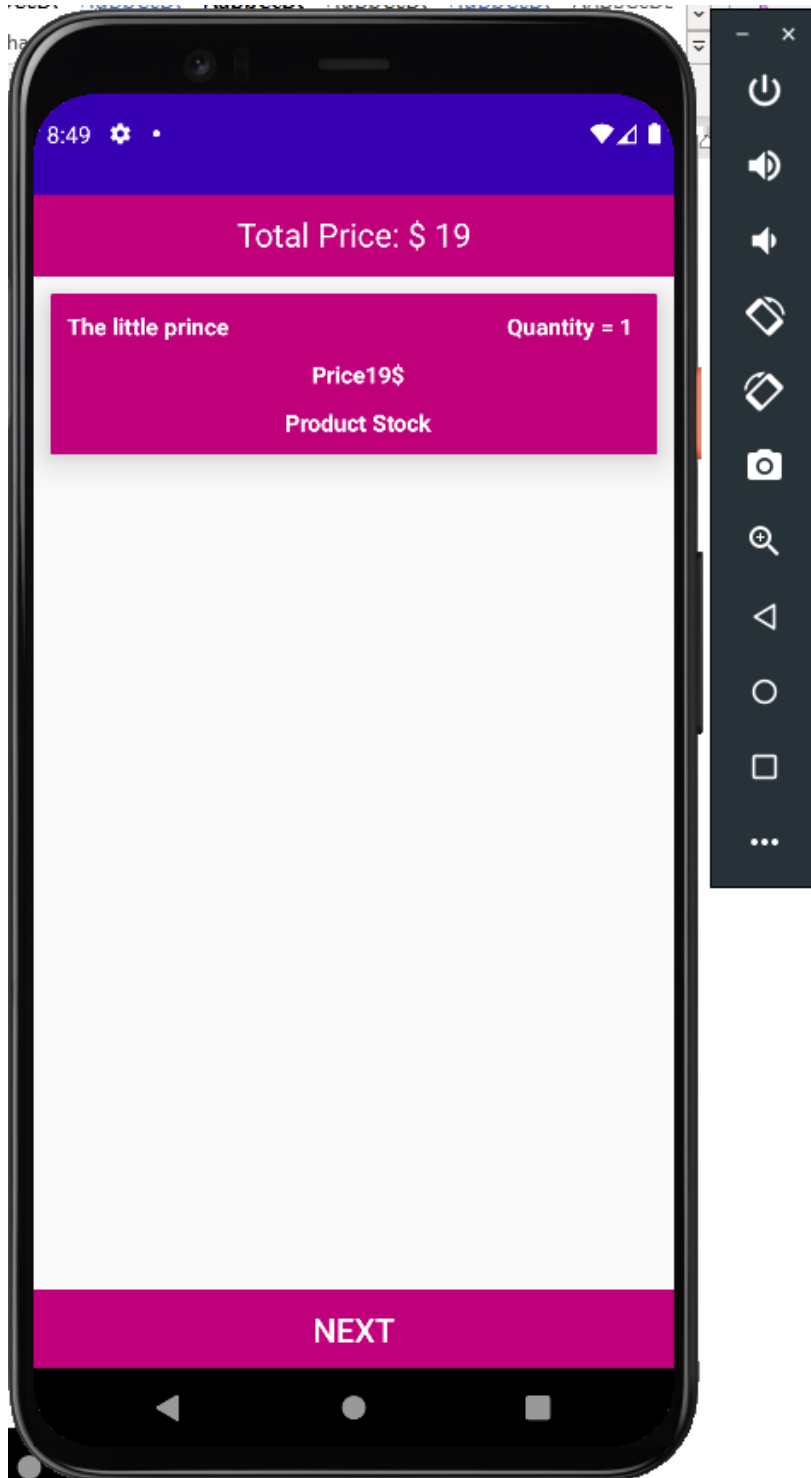 8:49
Total Price: $ 19
The little prince
Quantity = 1
Price19$
Product Stock
NEXT